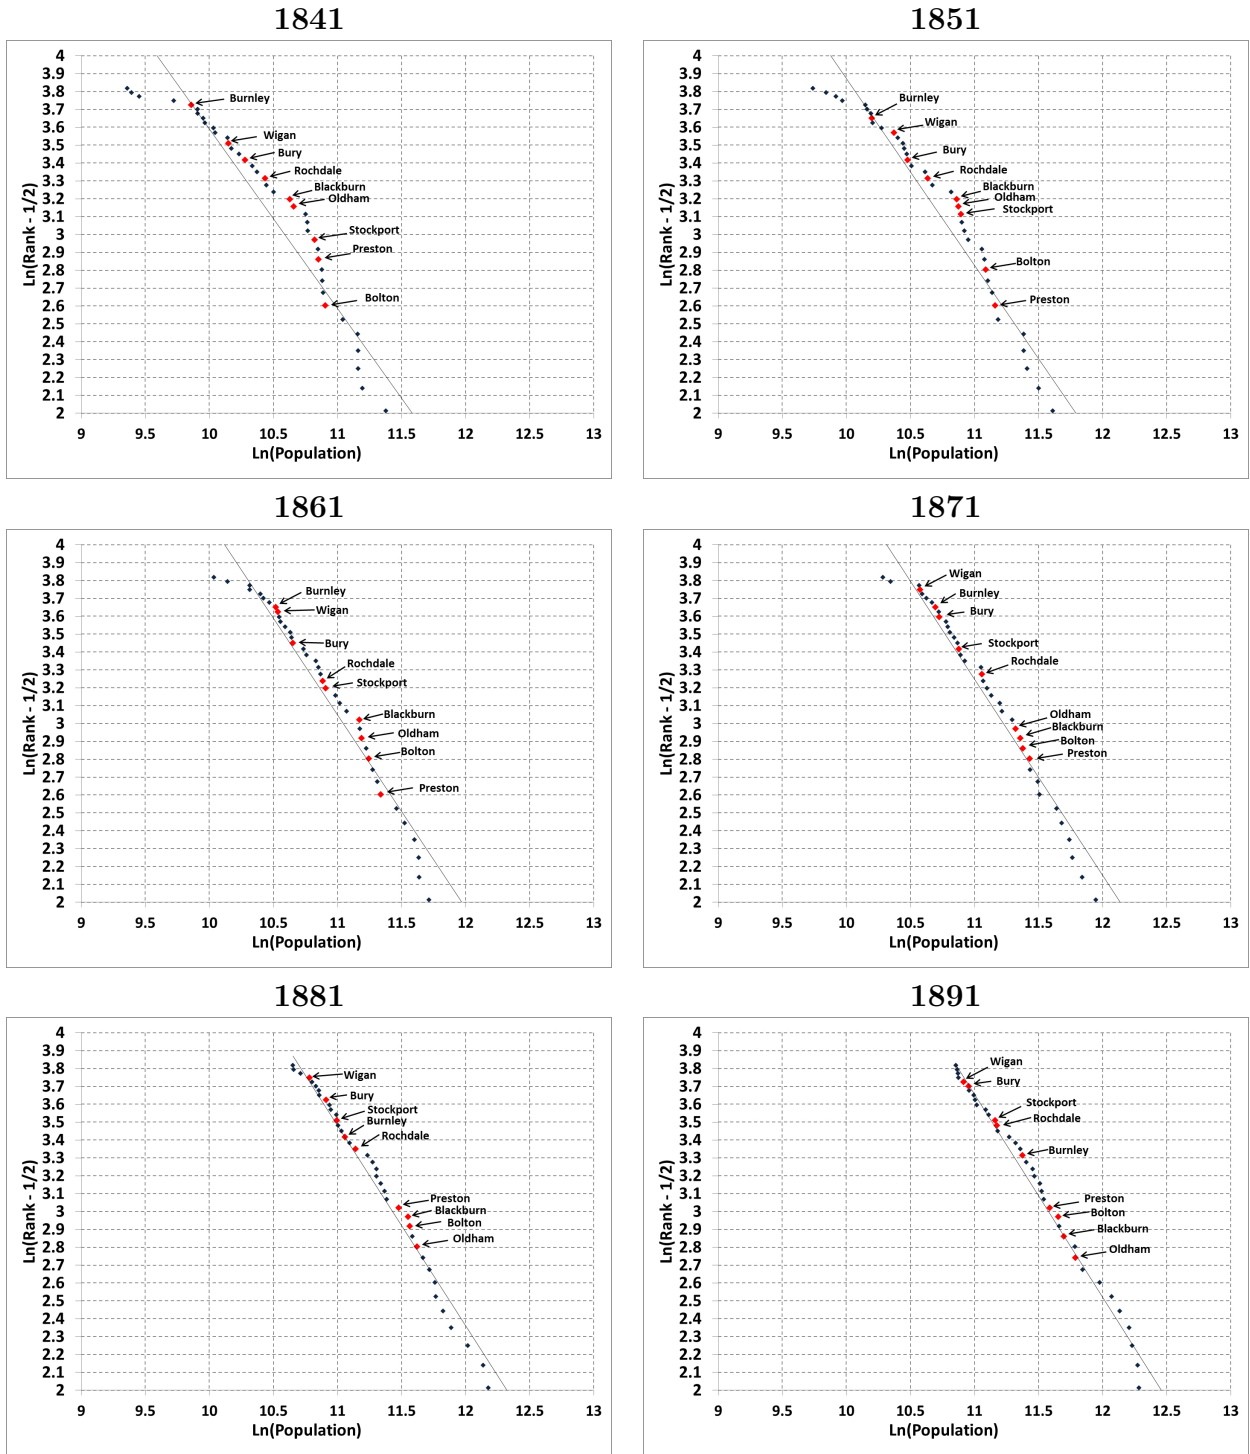 1841
4
3.9
3.8
3.7
3.6
3.5
3.4
3.3
3.2
3.1
3
2.9
2.8
2.7
2.6
2.5
2.4
2.3
2.2
2.1
2
Ln(Rank - 1/2)
Burnley
Wigan
Bury
Rochdale
Blackburn
Oldham
Stockport
Preston
Bolton
9 9.5 10 10.5 11 11.5 12 12.5 13
Ln(Population)
1851
4
3.9
3.8
3.7
3.6
3.5
3.4
3.3
3.2
3.1
3
2.9
2.8
2.7
2.6
2.5
2.4
2.3
2.2
2.1
2
Ln(Rank - 1/2)
Burnley
Wigan
Bury
Rochdale
Blackburn
Oldham
Stockport
Bolton
Preston
9 9.5 10 10.5 11 11.5 12 12.5 13
Ln(Population)
1861
4
3.9
3.8
3.7
3.6
3.5
3.4
3.3
3.2
3.1
3
2.9
2.8
2.7
2.6
2.5
2.4
2.3
2.2
2.1
2
Ln(Rank - 1/2)
Burnley
Wigan
Bury
Rochdale
Stockport
Blackburn
Oldham
Bolton
Preston
9 9.5 10 10.5 11 11.5 12 12.5 13
Ln(Population)
1871
4
3.9
3.8
3.7
3.6
3.5
3.4
3.3
3.2
3.1
3
2.9
2.8
2.7
2.6
2.5
2.4
2.3
2.2
2.1
2
Ln(Rank - 1/2)
Wigan
Burnley
Bury
Stockport
Rochdale
Oldham
Blackburn
Bolton
Preston
9 9.5 10 10.5 11 11.5 12 12.5 13
Ln(Population)
1881
4
3.9
3.8
3.7
3.6
3.5
3.4
3.3
3.2
3.1
3
2.9
2.8
2.7
2.6
2.5
2.4
2.3
2.2
2.1
2
Ln(Rank - 1/2)
Wigan
Bury
Stockport
Burnley
Rochdale
Preston
Blackburn
Bolton
Oldham
9 9.5 10 10.5 11 11.5 12 12.5 13
Ln(Population)
1891
4
3.9
3.8
3.7
3.6
3.5
3.4
3.3
3.2
3.1
3
2.9
2.8
2.7
2.6
2.5
2.4
2.3
2.2
2.1
2
Ln(Rank - 1/2)
Wigan
Bury
Stockport
Rochdale
Burnley
Preston
Bolton
Blackburn
Oldham
9 9.5 10 10.5 11 11.5 12 12.5 13
Ln(Population)